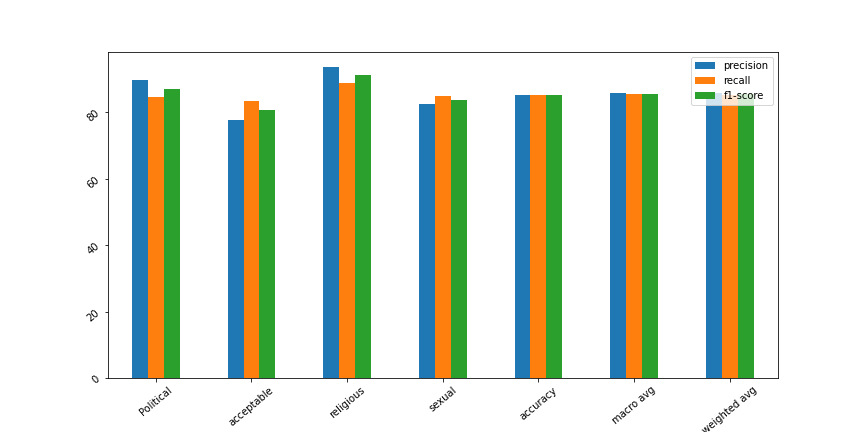 precision
recall
f1-score
80
60
40
20
0
Political
acceptable
religious
sexual
accuracy
macro avg
weighted avg